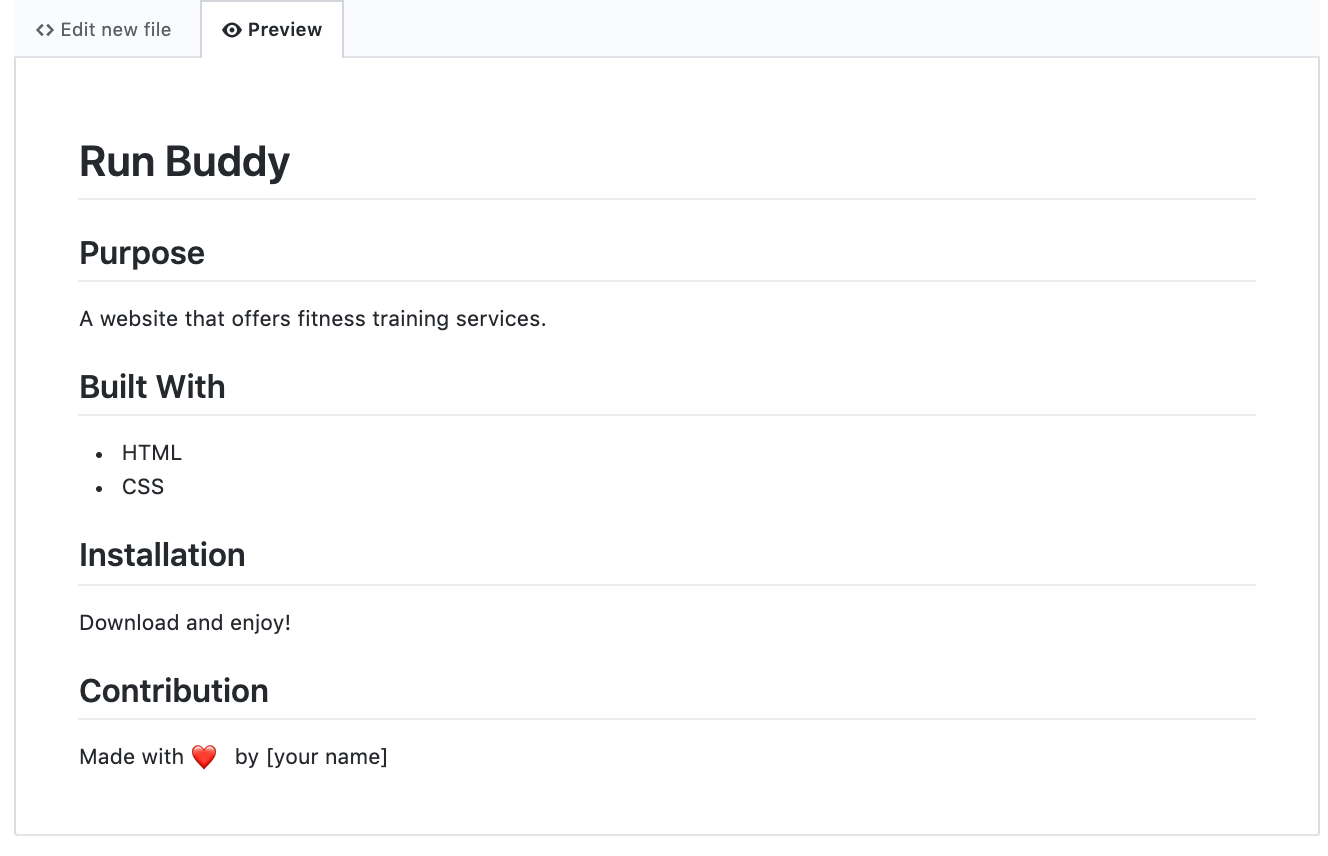 Edit new file
Preview
Run Buddy
Purpose
A website that offers fitness training services.
Built With
• HTML
• CSS
Installation
Download and enjoy!
Contribution
Made with ❤️ by [your name]